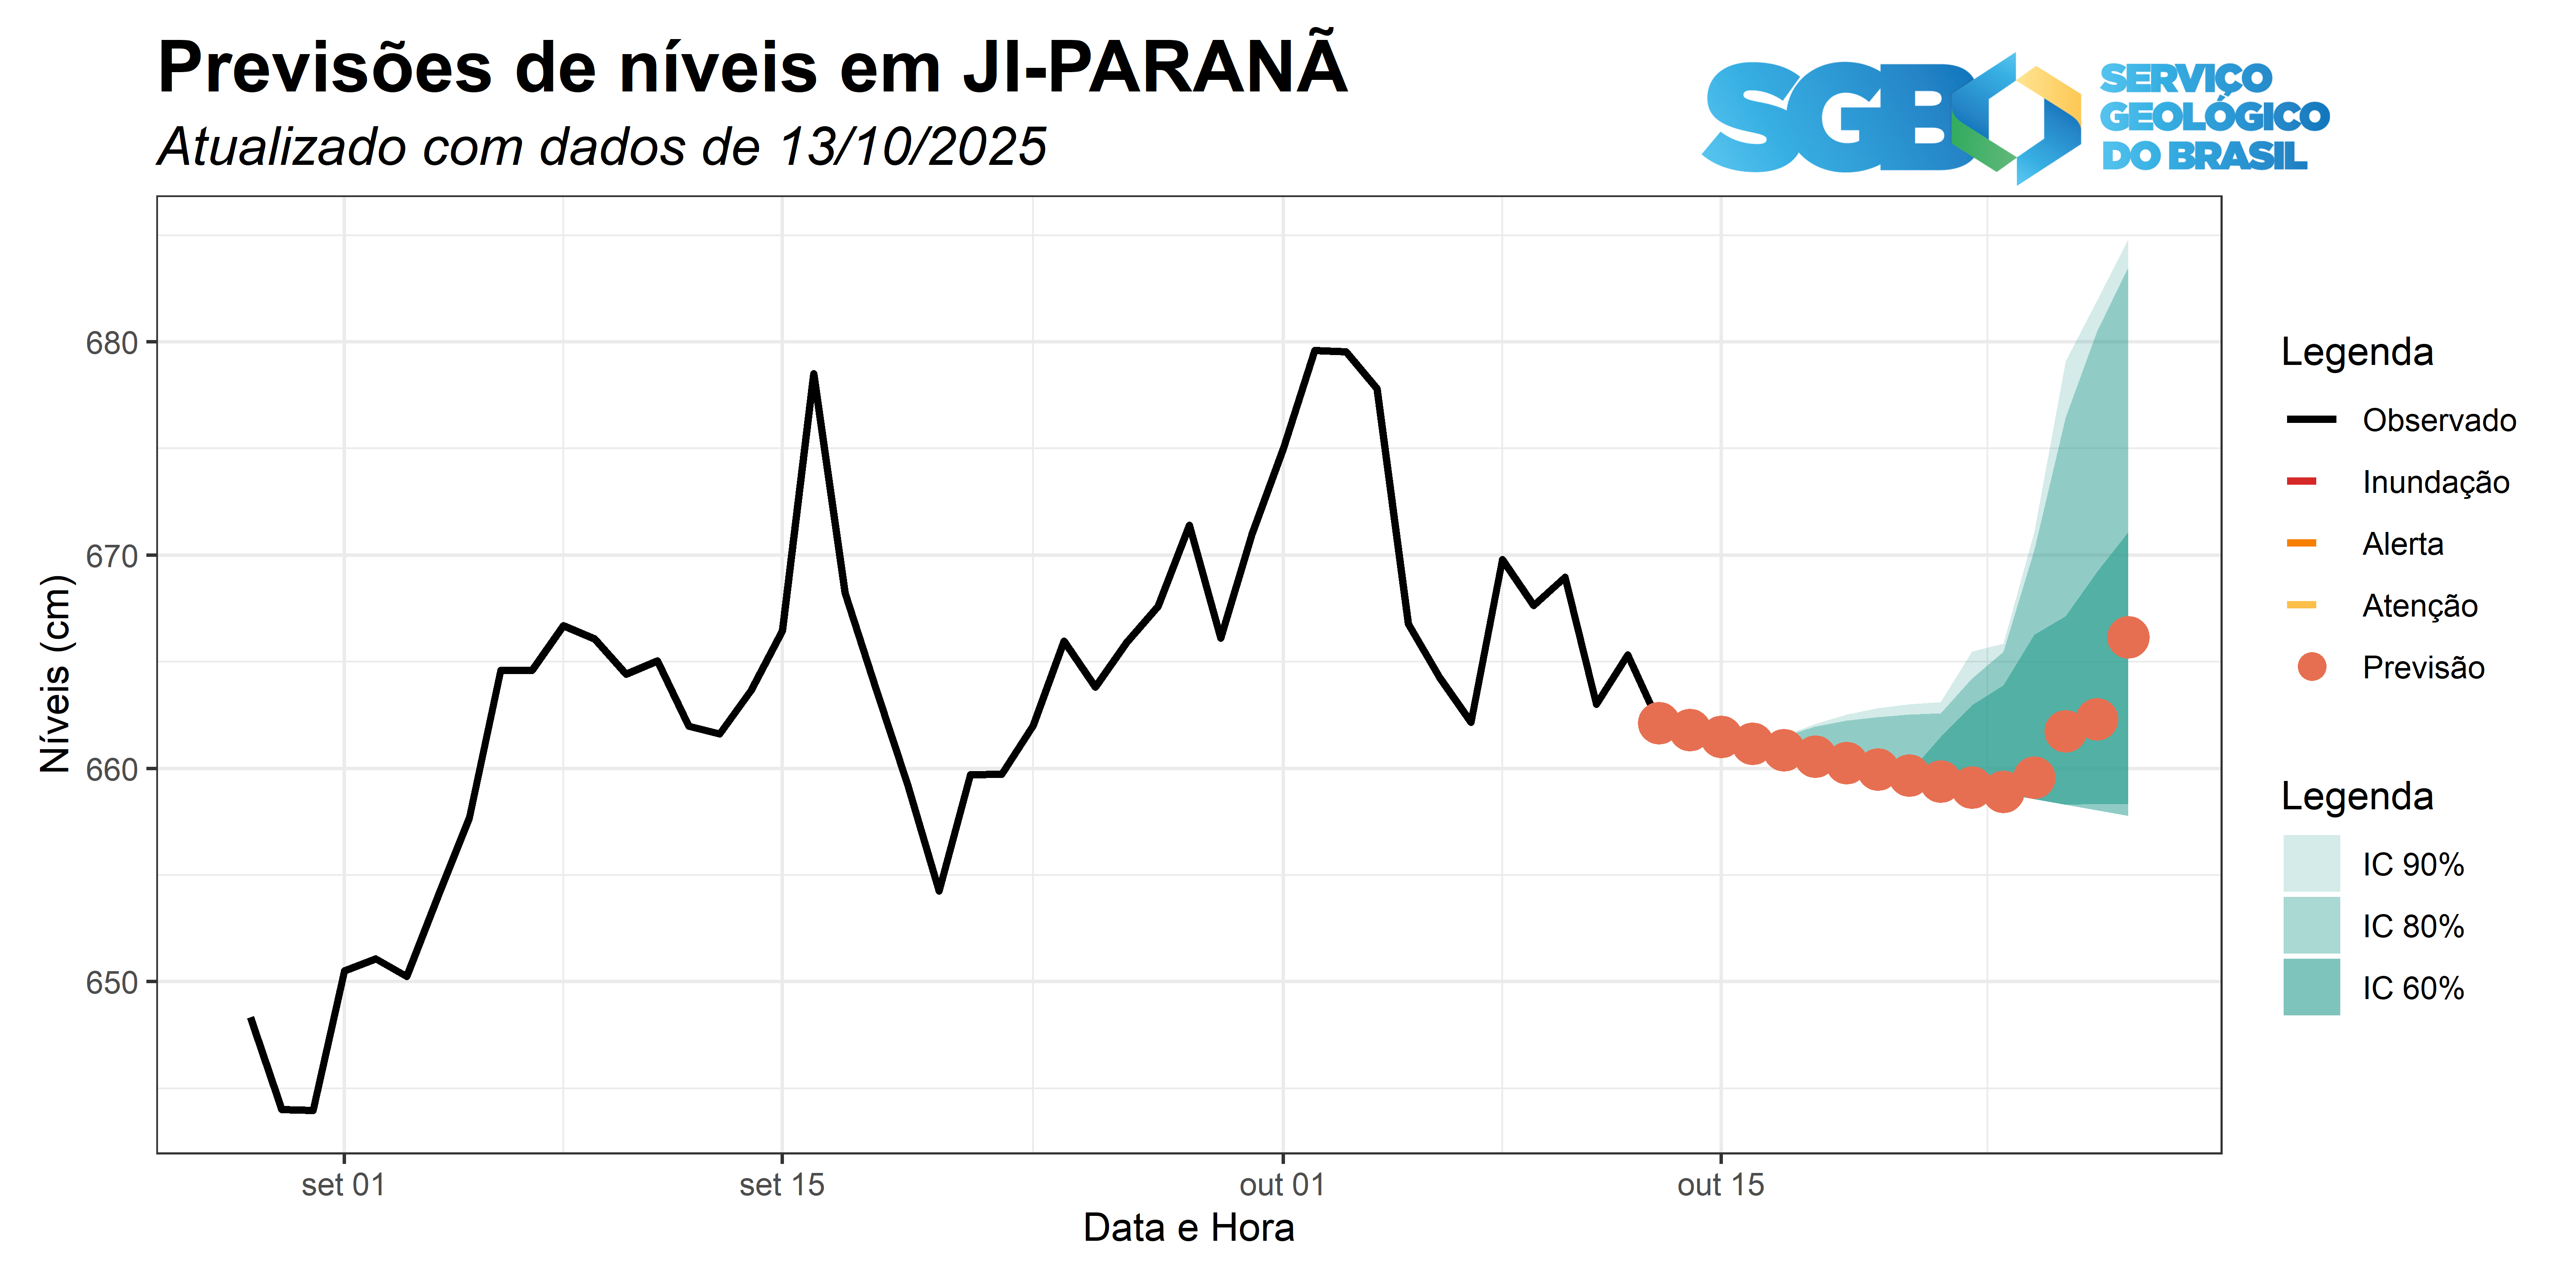 Previsões de níveis em JI-PARANÃ
Atualizado com dados de 13/10/2025
SGB
SERVIÇO
GEOLÓGICO
DO BRASIL
Níveis (cm)
680
670
660
650
set 01
set 15
out 01
out 15
Data e Hora
Legenda
Observado
Inundação
Alerta
Atenção
Previsão
Legenda
IC 90%
IC 80%
IC 60%